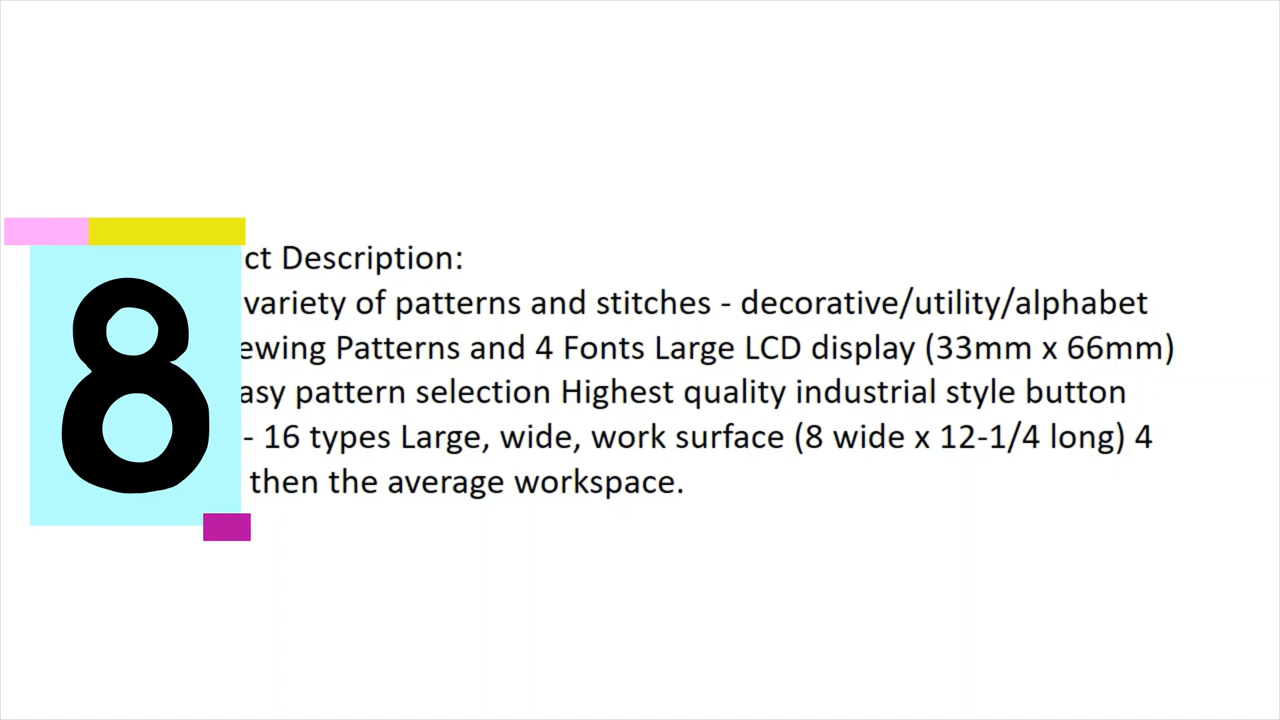 8
ct Description:
variety of patterns and stitches - decorative/utility/alphabet
ewing Patterns and 4 Fonts Large LCD display (33mm x 66mm)
asy pattern selection Highest quality industrial style button
- 16 types Large, wide, work surface (8 wide x 12-1/4 long) 4
then the average workspace.